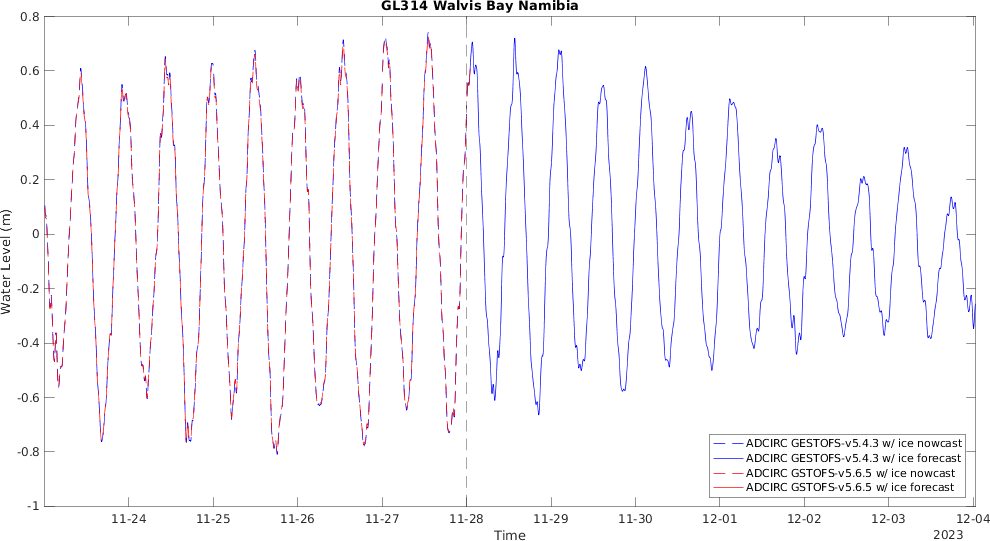 GL314 Walvis Bay Namibia
0.8
0.6
0.4
0.2
0
-0.2
-0.4
-0.6
-0.8
-1
Water Level (m)
ADCIRC GESTOFS-v5.4.3 w/ ice nowcast
ADCIRC GESTOFS-v5.4.3 w/ ice forecast
ADCIRC GSTOFS-v5.6.5 w/ ice nowcast
ADCIRC GSTOFS-v5.6.5 w/ ice forecast
11-24 11-25 11-26 11-27 11-28 11-29 11-30 12-01 12-02 12-03 12-04
Time
2023